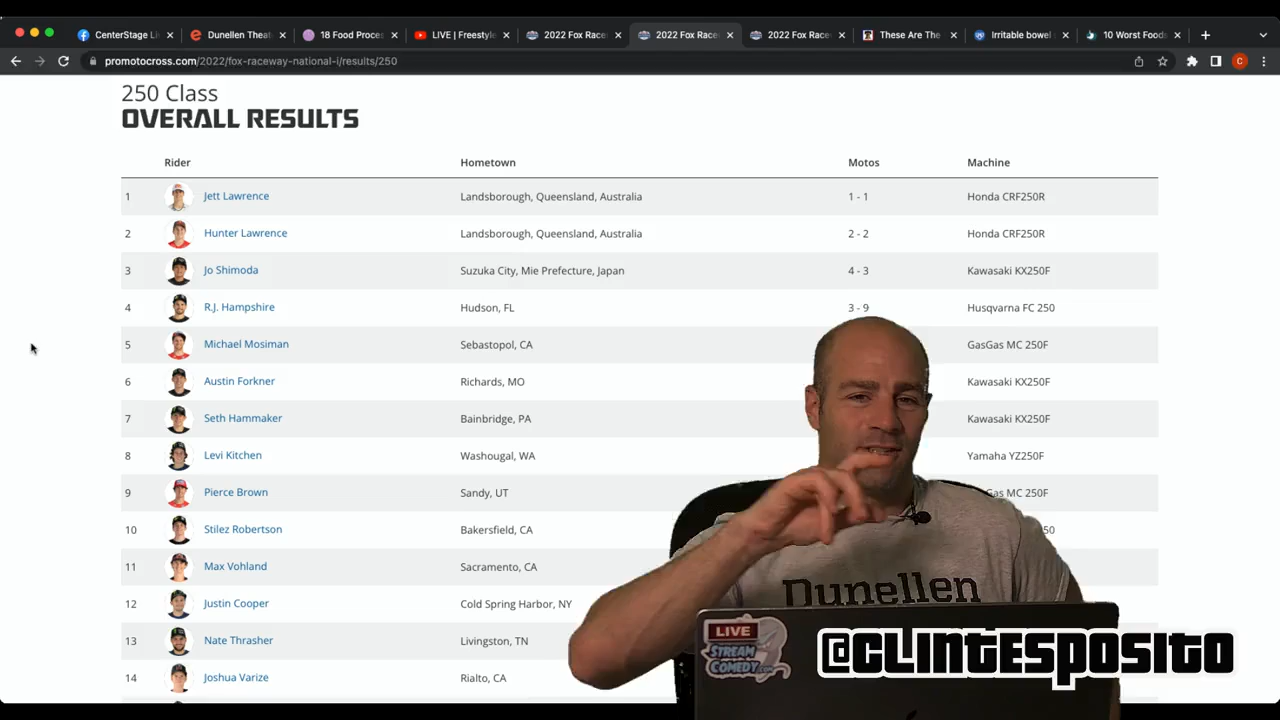 CenterStage Li
Dunellen Theat
18 Food Proces
LIVE | Freestyle
2022 Fox Race
2022 Fox Race
2022 Fox Race
These Are The
Irritable bowel
10 Worst Foods
promotocross.com/2022/fox-raceway-national-i/results/250
C
250 Class
OVERALL RESULTS
Rider Hometown Motos Machine
1 Jett Lawrence Landsborough, Queensland, Australia 1 - 1 Honda CRF250R
2 Hunter Lawrence Landsborough, Queensland, Australia 2 - 2 Honda CRF250R
3 Jo Shimoda Suzuka City, Mie Prefecture, Japan 4 - 3 Kawasaki KX250F
4 R.J. Hampshire Hudson, FL 3 - 9 Husqvarna FC 250
5 Michael Mosiman Sebastopol, CA GasGas MC 250F
6 Austin Forkner Richards, MO Kawasaki KX250F
7 Seth Hammaker Bainbridge, PA Kawasaki KX250F
8 Levi Kitchen Washougal, WA Yamaha YZ250F
9 Pierce Brown Sandy, UT Gas MC 250F
10 Stilez Robertson Bakersfield, CA 50
11 Max Vohland Sacramento, CA
12 Justin Cooper Cold Spring Harbor, NY
13 Nate Thrasher Livingston, TN
14 Joshua Varize Rialto, CA
Dunellen
LIVE
STREAM
COMEDY.com
@CLINTESPOSITO